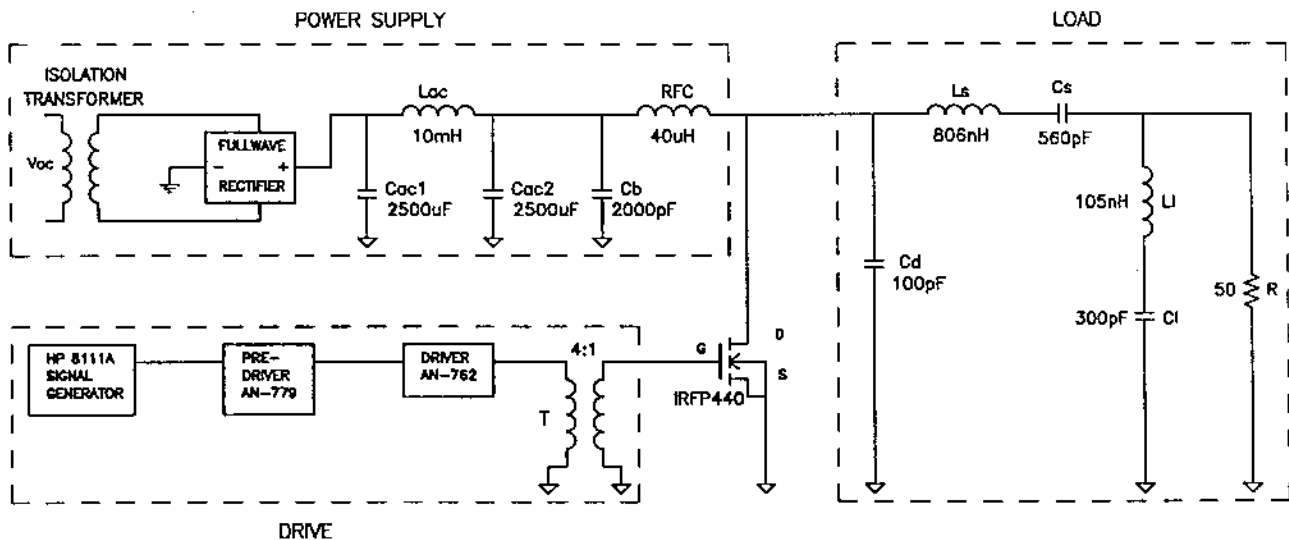 POWER SUPPLY
LOAD
ISOLATION
TRANSFORMER
Vac
FULLWAVE
- +
RECTIFIER
Lac
10mH
RFC
40uH
Cac1
2500uF
Cac2
2500uF
Cb
2000pF
Ls
806nH
Cs
560pF
105nH
Ll
Cd
100pF
300pF
Cl
50
R
HP 8111A
SIGNAL
GENERATOR
PRE-
DRIVER
AN-779
DRIVER
AN-762
4:1
T
G
D
S
IRFP440
DRIVE